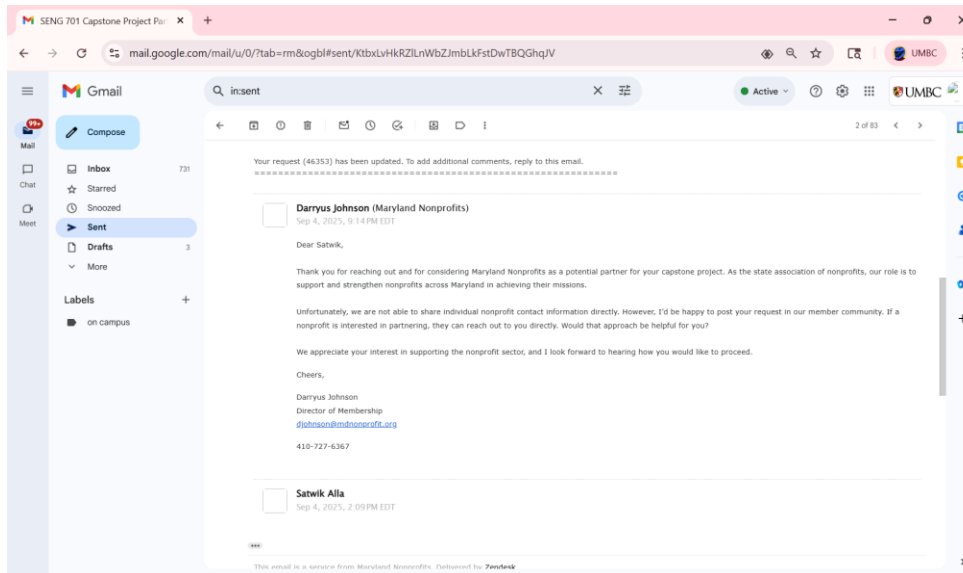 SENG 701 Capstone Project Par
mail.google.com/mail/u/0/?tab=rm&ogbl#sent/KtbxLvHkRZlLnWbZJmbLkFstDwTBQGhqJV
UMBC
Gmail
in:sent
Active
UMBC
99+
Mail
Compose
2 of 83
Chat
Meet
Inbox 731
Starred
Snoozed
Sent
Drafts 3
More
Labels
on campus
Your request (46353) has been updated. To add additional comments, reply to this email.
Darryus Johnson (Maryland Nonprofits)
Sep 4, 2025, 9:14 PM EDT
Dear Satwik,
Thank you for reaching out and for considering Maryland Nonprofits as a potential partner for your capstone project. As the state association of nonprofits, our role is to
support and strengthen nonprofits across Maryland in achieving their missions.
Unfortunately, we are not able to share individual nonprofit contact information directly. However, I'd be happy to post your request in our member community. If a
nonprofit is interested in partnering, they can reach out to you directly. Would that approach be helpful for you?
We appreciate your interest in supporting the nonprofit sector, and I look forward to hearing how you would like to proceed.
Cheers,
Darryus Johnson
Director of Membership
djohnson@mdnonprofit.org
410-727-6367
Satwik Alla
Sep 4, 2025, 2:09 PM EDT
This email is a service from Maryland Nonprofits. Delivered by Zendesk